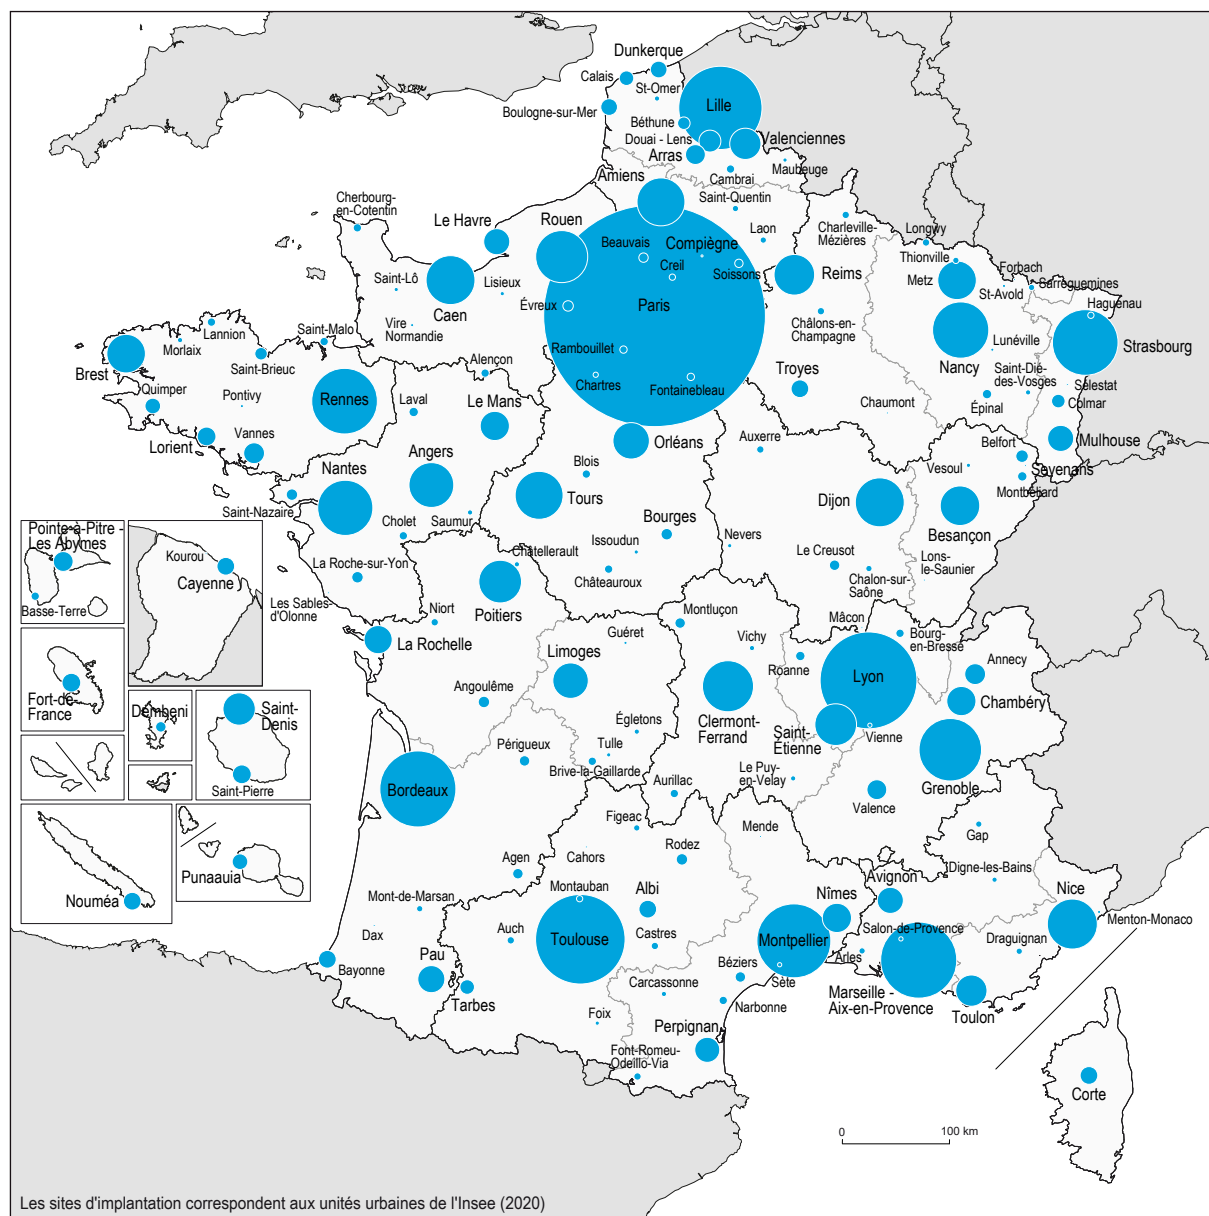 Dunkerque
Calais
St-Omer
Boulogne-sur-Mer
Lille
Béthune
Douai - Lens
Valenciennes
Arras
Maubeuge
Cambrai
Amiens
Saint-Quentin
Cherbourg-
en-Cotentin
Le Havre
Rouen
Laon
Charleville-
Mézières
Longwy
Beauvais
Compiègne
Thionville
Forbach
Creil
Soissons
Reims
Metz
Sarreguemines
Saint-Lô
Lisieux
St-Avold
Haguenau
Évreux
Paris
Caen
Châlons-en-
Champagne
Vire
Normandie
Lannion
Saint-Malo
Morlaix
Lunéville
Strasbourg
Rambouillet
Brest
Saint-Brieuc
Alençon
Nancy
Saint-Dié-
des-Vosges
Troyes
Quimper
Chartres
Fontainebleau
Sélestat
Pontivy
Rennes
Laval
Le Mans
Chaumont
Épinal
Colmar
Lorient
Vannes
Orléans
Auxerre
Belfort
Mulhouse
Nantes
Angers
Blois
Vesoul
Sevenans
Montbéliard
Tours
Dijon
Saint-Nazaire
Cholet
Saumur
Bourges
Besançon
Pointe-à-Pitre -
Les Abymes
Kourou
Cayenne
Basse-Terre
Châtellerault
Issoudun
Nevers
Le Creusot
Lons-
le-Saunier
La Roche-sur-Yon
Châteauroux
Chalon-sur-
Saône
Les Sables-
d'Olonne
Niort
Poitiers
Montluçon
Mâcon
La Rochelle
Guéret
Vichy
Bourg-
en-Bresse
Limoges
Roanne
Annecy
Lyon
Fort-de-
France
Angoulême
Chambéry
Clermont-
Ferrand
Dembeni
Saint-
Denis
Égletons
Saint-
Étienne
Vienne
Périgueux
Tulle
Brive-la-Gaillarde
Le Puy-
en-Velay
Saint-Pierre
Bordeaux
Aurillac
Valence
Grenoble
Figeac
Mende
Gap
Punaauia
Cahors
Rodez
Agen
Digne-les-Bains
Nouméa
Mont-de-Marsan
Montauban
Albi
Nîmes
Avignon
Nice
Dax
Auch
Toulouse
Castres
Montpellier
Salon-de-Provence
Menton-Monaco
Pau
Bayonne
Béziers
Arles
Draguignan
Tarbes
Carcassonne
Sète
Marseille -
Aix-en-Provence
Narbonne
Toulon
Foix
Perpignan
Font-Romeu-
Odeillo-Via
Corte
0
100 km
Les sites d'implantation correspondent aux unités urbaines de l'Insee (2020)